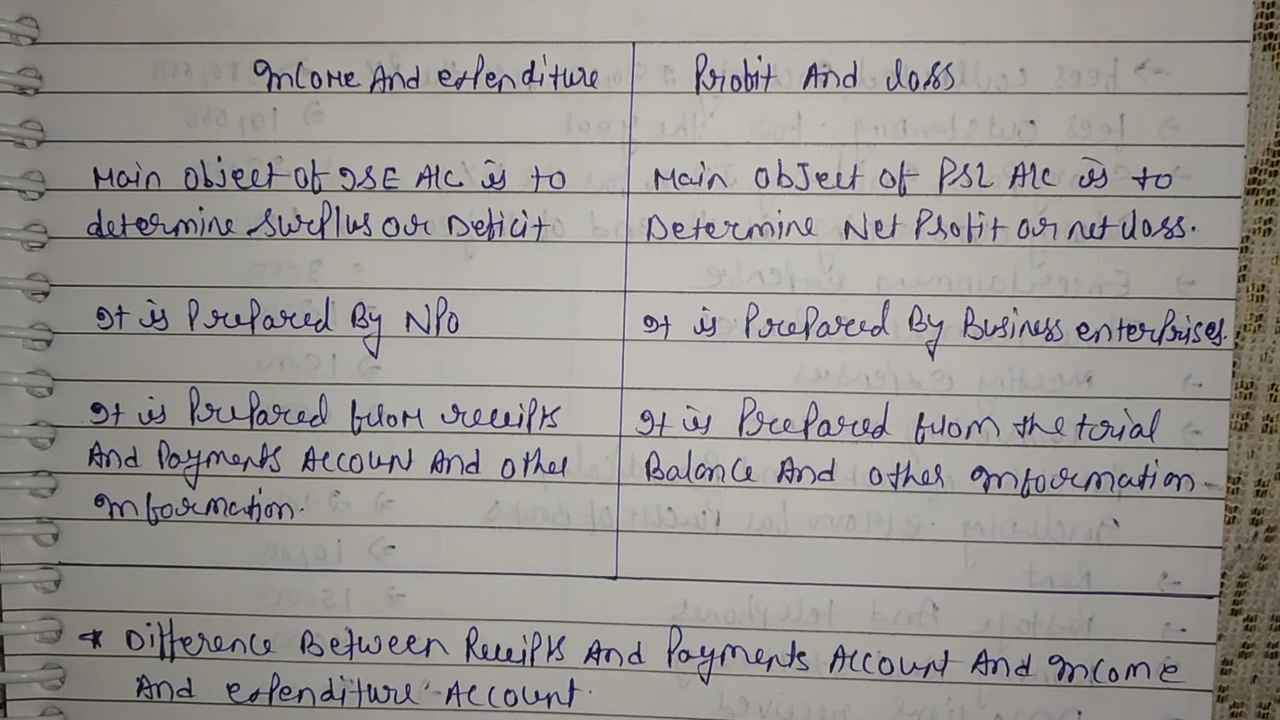 Income And expenditure
Profit And loss
Main object of I&E A/C is to
determine Surplus or Deficit
Main object of P&L A/C is to
Determine Net Profit or net loss.
It is Prepared By NPO
It is Prepared By Business enterprises.
It is Prepared from receipts
And Payments Account And other
information.
It is Prepared from the trial
Balance And other information.
* Difference Between Receipts And Payments Account And Income
And expenditure Account.